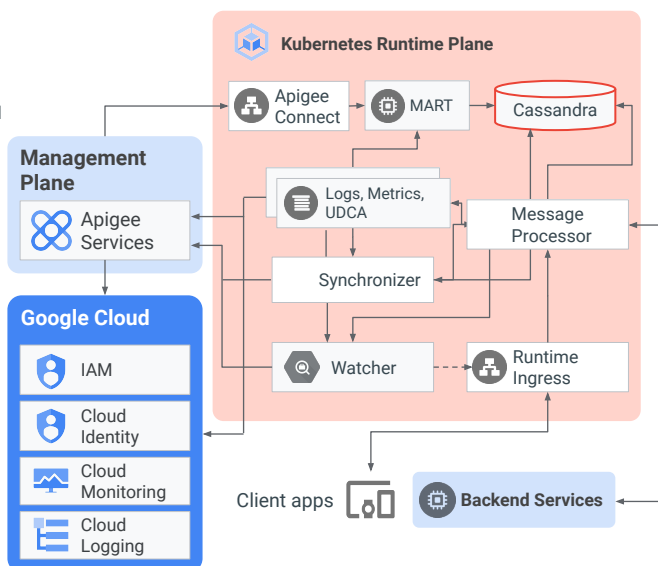 Kubernetes Runtime Plane
Apigee
Connect
MART
Cassandra
Management
Plane
Apigee
Services
Logs, Metrics,
UDCA
Message
Processor
Synchronizer
Google Cloud
IAM
Cloud
Identity
Cloud
Monitoring
Cloud
Logging
Watcher
Runtime
Ingress
Client apps
Backend Services